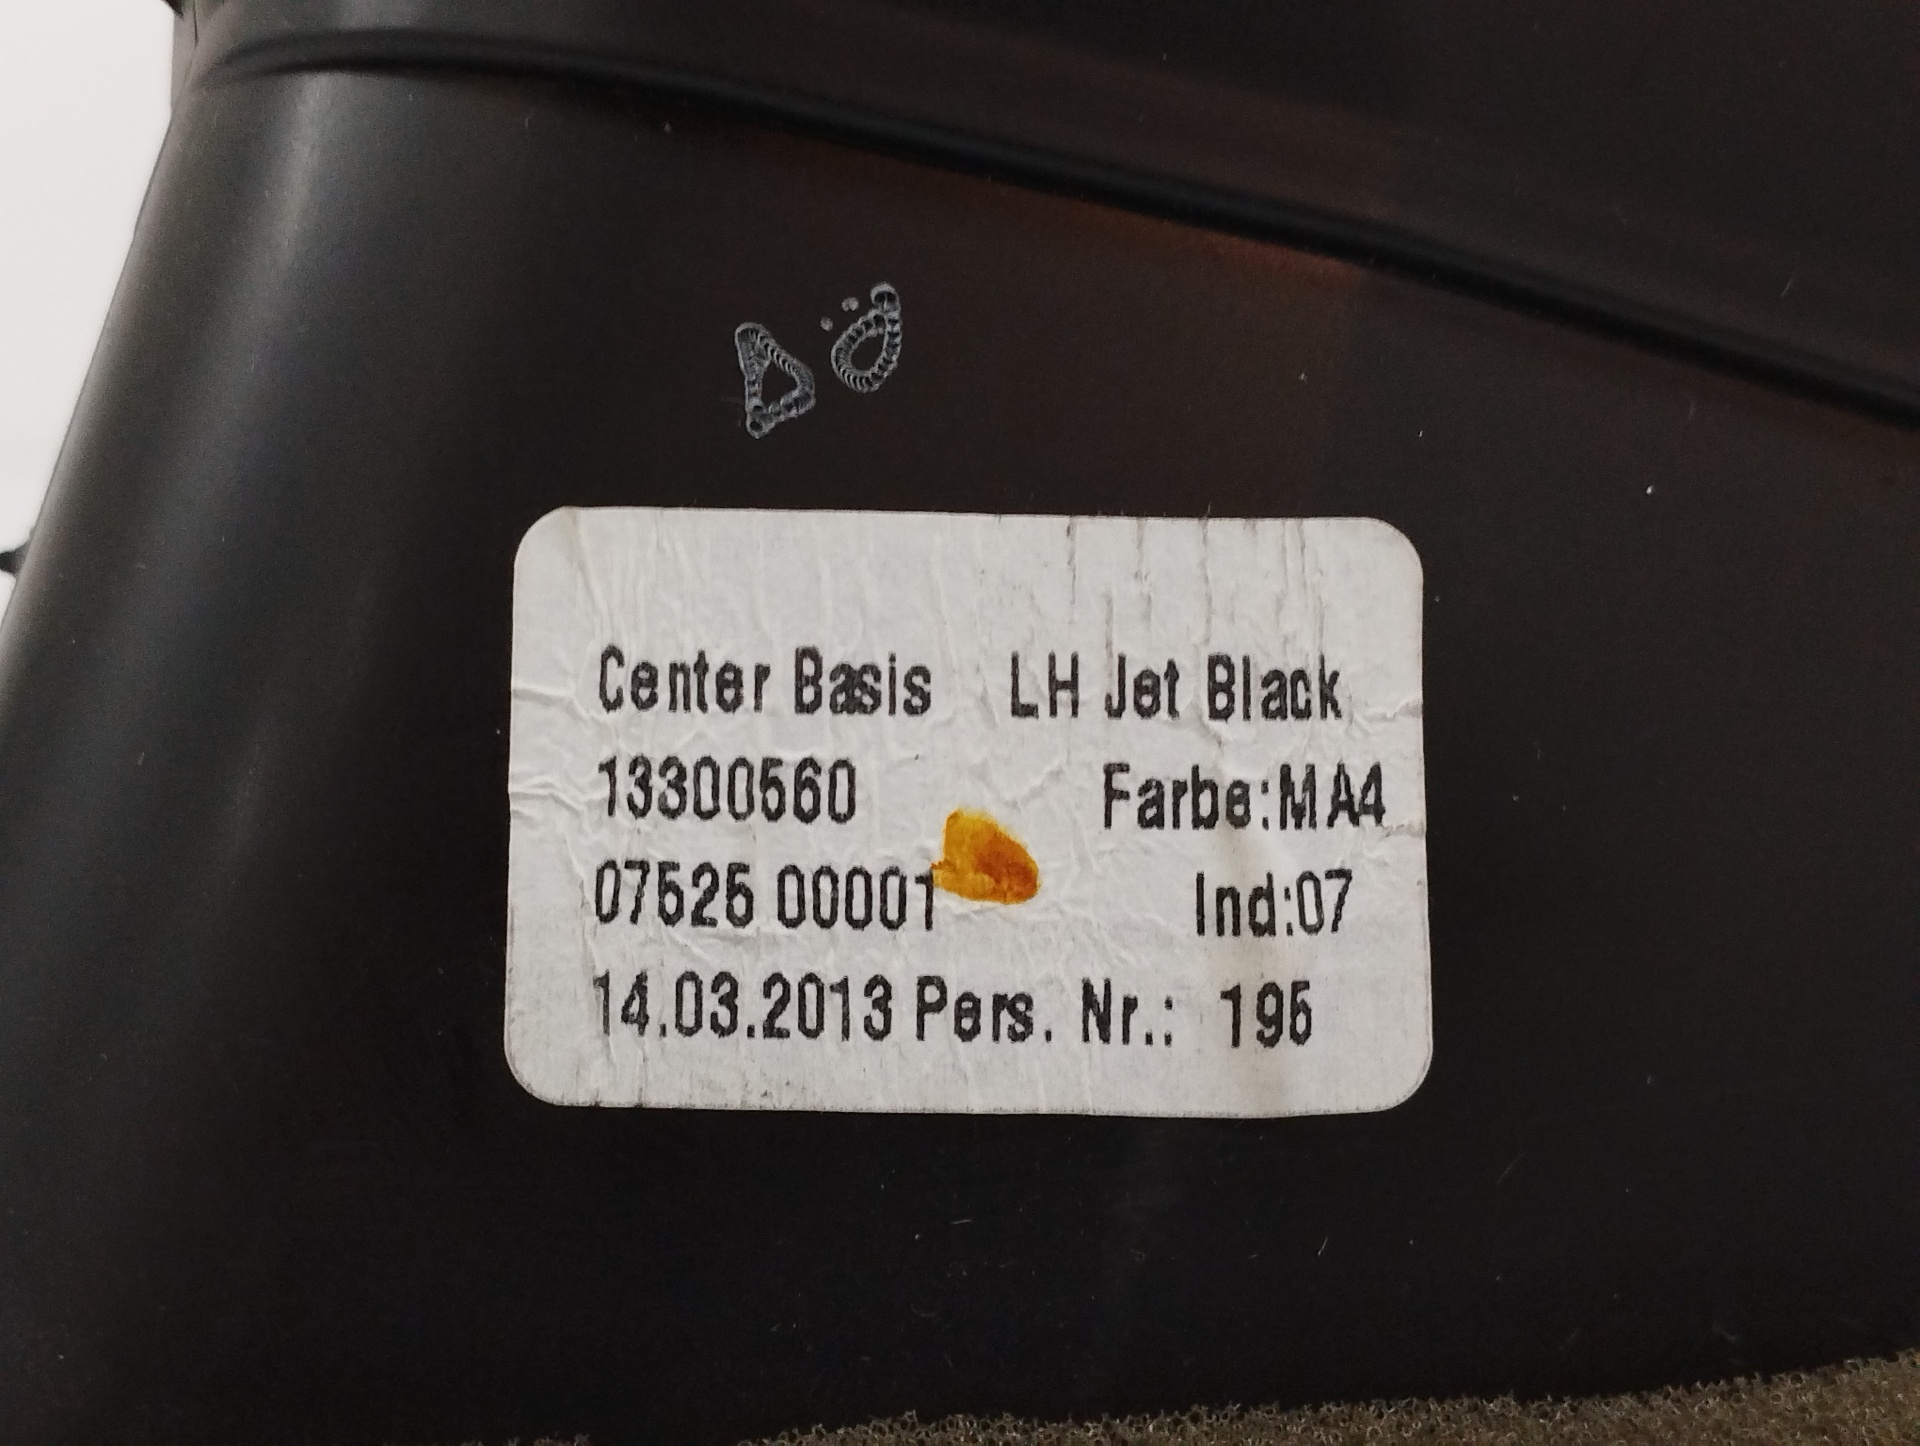 Center Basis LH Jet Black
13300560 Farbe:MA4
07525 00001 Ind:07
14.03.2013 Pers. Nr.: 195